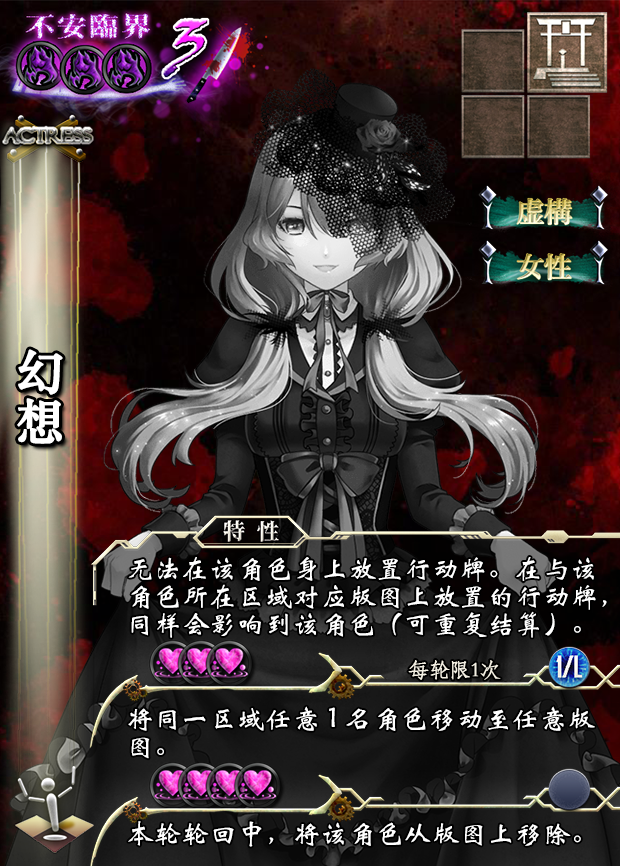 不安臨界
3
ACTRESS
虚構
女性
幻想
特性
无法在该角色身上放置行动牌。在与该
角色所在区域对应版图上放置的行动牌，
同样会影响到该角色（可重复结算）。
每轮限1次
将同一区域任意1名角色移动至任意版
图。
本轮轮回中，将该角色从版图上移除。